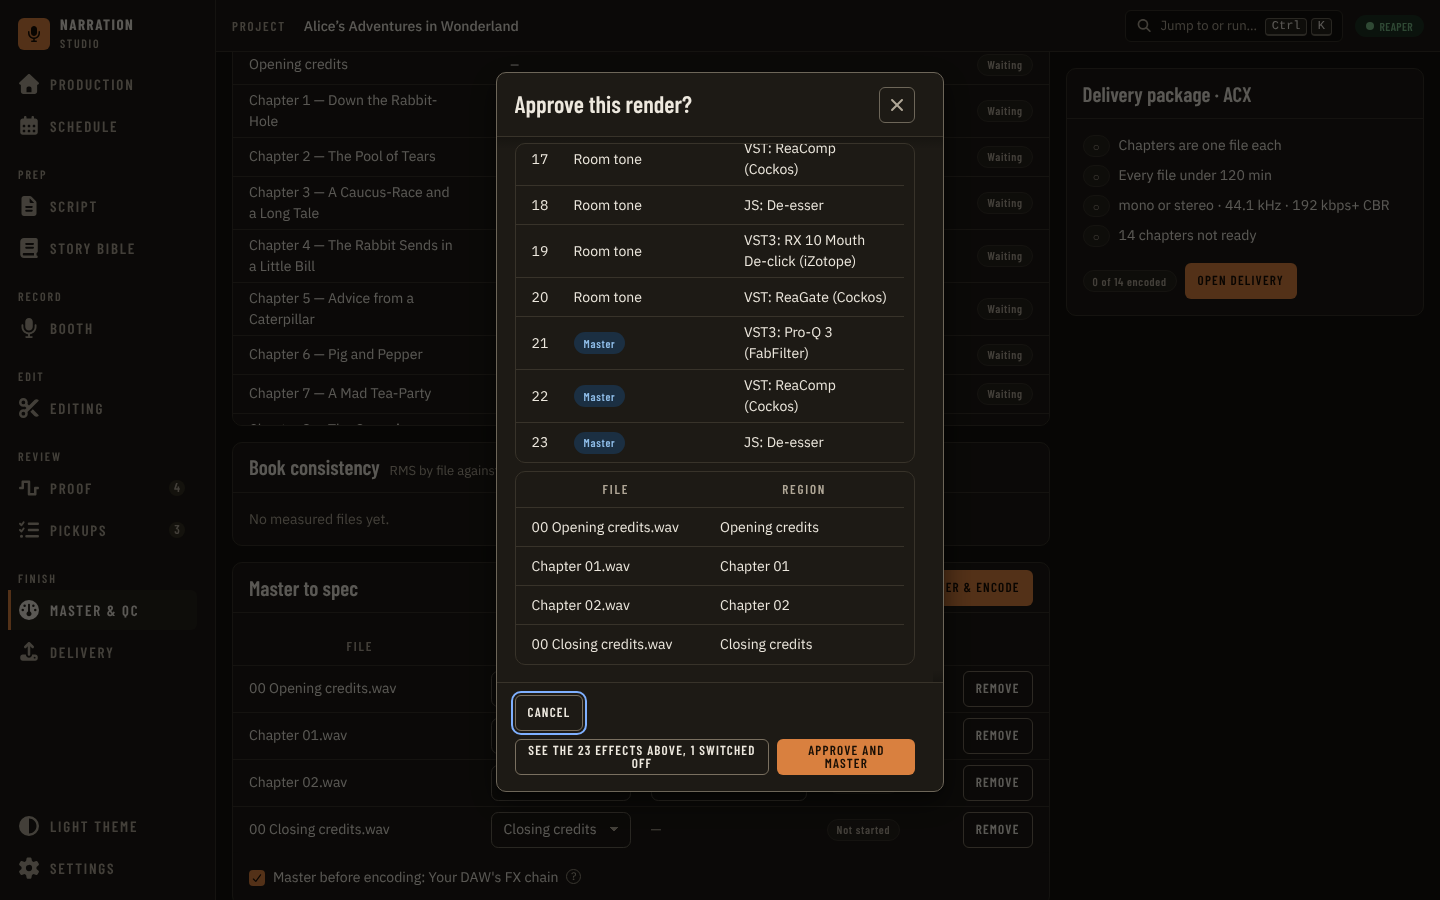 NARRATION
STUDIO
PROJECT Alice's Adventures in Wonderland
Jump to or run... Ctrl K
REAPER
PRODUCTION
SCHEDULE
PREP
SCRIPT
STORY BIBLE
RECORD
BOOTH
EDIT
EDITING
REVIEW
PROOF 4
PICKUPS 3
FINISH
MASTER & QC
DELIVERY
LIGHT THEME
SETTINGS
Opening credits — Waiting
Chapter 1 — Down the Rabbit-
Hole
Waiting
Chapter 2 — The Pool of Tears
Waiting
Chapter 3 — A Caucus-Race and
a Long Tale
Waiting
Chapter 4 — The Rabbit Sends in
a Little Bill
Waiting
Chapter 5 — Advice from a
Caterpillar
Waiting
Chapter 6 — Pig and Pepper
Waiting
Chapter 7 — A Mad Tea-Party
Waiting
Book consistency RMS by file agains
No measured files yet.
Master to spec
ER & ENCODE
FILE
00 Opening credits.wav
REMOVE
Chapter 01.wav
REMOVE
Chapter 02.wav
REMOVE
00 Closing credits.wav Closing credits — Not started REMOVE
Master before encoding: Your DAW's FX chain ?
Approve this render?
17 Room tone VST: ReaComp
(Cockos)
18 Room tone JS: De-esser
19 Room tone VST3: RX 10 Mouth
De-click (iZotope)
20 Room tone VST: ReaGate (Cockos)
21 Master VST3: Pro-Q 3
(FabFilter)
22 Master VST: ReaComp
(Cockos)
23 Master JS: De-esser
FILE REGION
00 Opening credits.wav Opening credits
Chapter 01.wav Chapter 01
Chapter 02.wav Chapter 02
00 Closing credits.wav Closing credits
CANCEL
SEE THE 23 EFFECTS ABOVE, 1 SWITCHED
OFF
APPROVE AND
MASTER
Delivery package · ACX
Chapters are one file each
Every file under 120 min
mono or stereo · 44.1 kHz · 192 kbps+ CBR
14 chapters not ready
0 of 14 encoded
OPEN DELIVERY